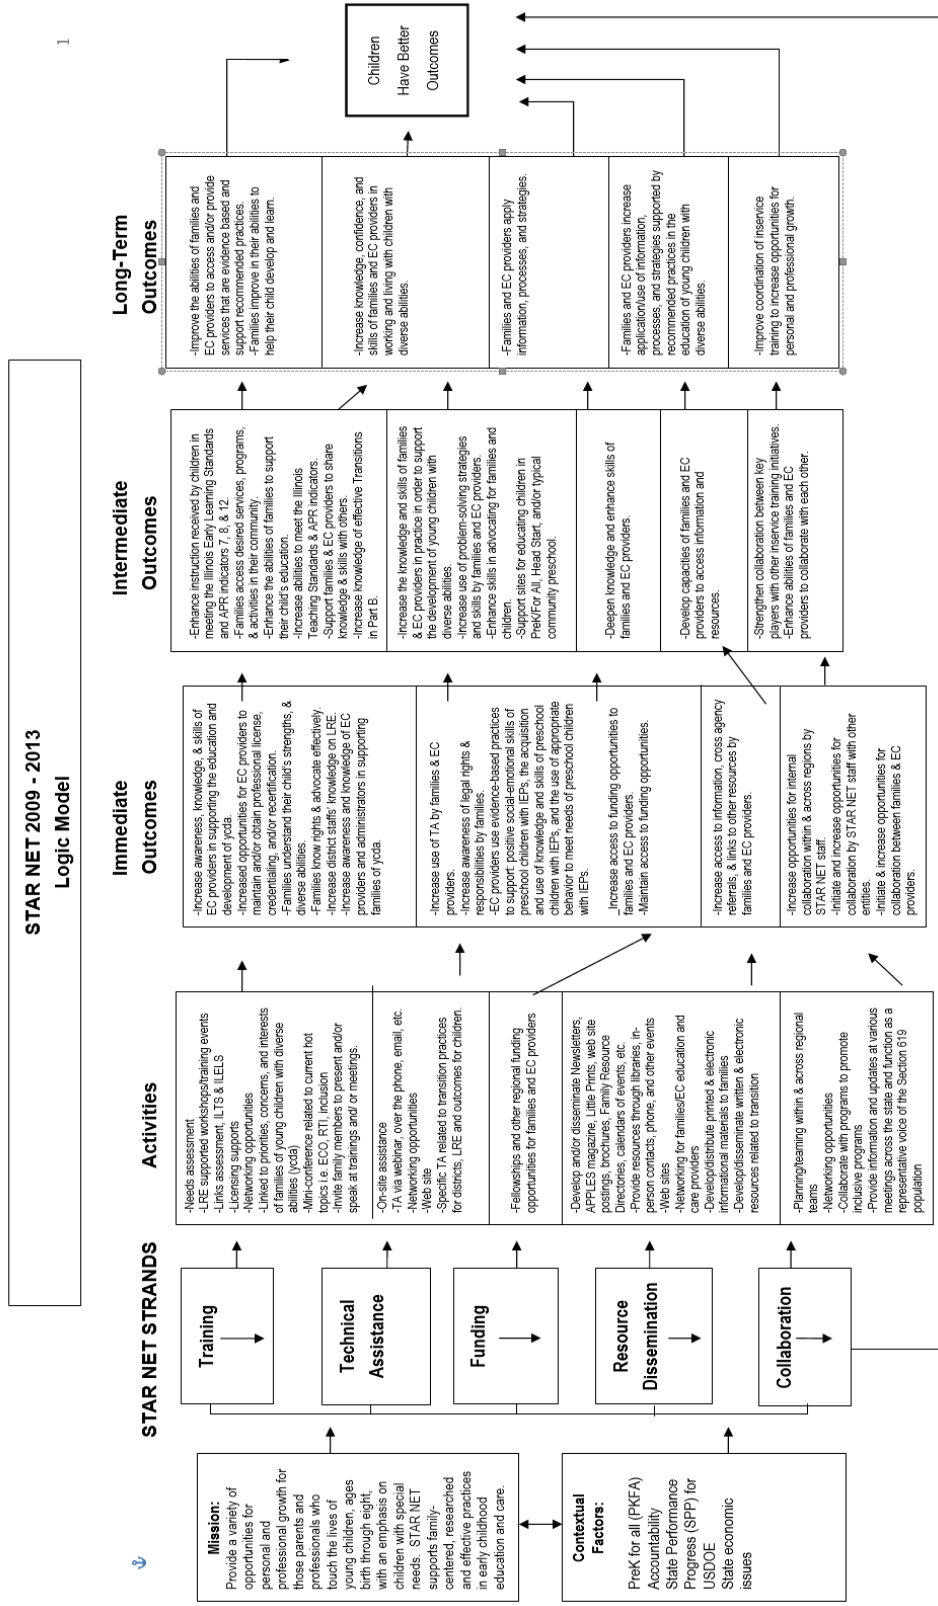 1
STAR NET 2009 - 2013
Logic Model
STAR NET STRANDS
Activities
Immediate
Outcomes
Intermediate
Outcomes
Long-Term
Outcomes
Mission:
Provide a variety of
opportunities for
personal and
professional growth for
those parents and
professionals who
touch the lives of
young children, ages
birth through eight,
with an emphasis on
children with special
needs. STAR NET
supports family-
centered, researched
and effective practices
in early childhood
education and care.
Contextual
Factors:
PreK for all (PKFA)
Accountability
State Performance
Progress (SPP) for
USDOE
State economic
issues
Training
Technical
Assistance
Funding
Resource
Dissemination
Collaboration
-Needs assessment
-LRE supported workshops/training events
-Links assessment, ILTS & ILELS
-Licensing supports
-Networking opportunities
-Linked to priorities, concerns, and interests
of families of young children with diverse
abilities (ycda)
-Mini-conference related to current hot
topics i.e. ECO, RTI, inclusion
-Invite family members to present and/or
speak at trainings and/ or meetings.
-On-site assistance
-TA via webinar, over the phone, email, etc.
-Networking opportunities
-Web site
-Specific TA related to transition practices
for districts, LRE and outcomes for children.
-Fellowships and other regional funding
opportunities for families and EC providers
-Develop and/or disseminate Newsletters,
APPLES magazine, Little Prints, web site
postings, brochures, Family Resource
Directories, calendars of events, etc.
-Provide resources through libraries, in-
person contacts, phone, and other events
-Web sites
-Networking for families/EC education and
care providers
-Develop/distribute printed & electronic
informational materials to families
-Develop/disseminate written & electronic
resources related to transition
-Planning/teaming within & across regional
teams
-Networking opportunities
-Collaborate with programs to promote
inclusive programs
-Provide information and updates at various
meetings across the state and function as a
representative voice of the Section 619
population
-Increase awareness, knowledge, & skills of
EC providers in supporting the education and
development of ycda.
-Increased opportunities for EC providers to
maintain and/or obtain professional license,
credentialing, and/or recertification.
-Families understand their child's strengths, &
diverse abilities.
-Families know rights & advocate effectively.
-Increase district staffs' knowledge on LRE.
-Increase awareness and knowledge of EC
providers and administrators in supporting
families of ycda.
-Increase use of TA by families & EC
providers.
-Increase awareness of legal rights &
responsibilities by families.
-EC providers use evidence-based practices
to support positive social-emotional skills of
preschool children with IEPs, the acquisition
and use of knowledge and skills of preschool
children with IEPs, and the use of appropriate
behavior to meet needs of preschool children
with IEPs.
_Increase access to funding opportunities to
families and EC providers.
-Maintain access to funding opportunities.
-Increase access to information, cross agency
referrals, & links to other resources by
families and EC providers.
-Increase opportunities for internal
collaboration within & across regions by
STAR NET staff.
-Initiate and increase opportunities for
collaboration by STAR NET staff with other
entities.
-Initiate & increase opportunities for
collaboration between families & EC
providers.
-Enhance instruction received by children in
meeting the Illinois Early Learning Standards
and APR indicators 7, 8, & 12.
-Families access desired services, programs,
& activities in their community.
-Enhance the abilities of families to support
their child's education.
-Increase abilities to meet the Illinois
Teaching Standards & APR indicators.
-Support families & EC providers to share
knowledge & skills with others.
-Increase knowledge of effective Transitions
in Part B.
-Increase the knowledge and skills of families
& EC providers in practice in order to support
the development of young children with
diverse abilities.
-Increase use of problem-solving strategies
and skills by families and EC providers.
-Enhance skills in advocating for families and
children.
-Support sites for educating children in
PreK/For All, Head Start, and/or typical
community preschool.
-Deepen knowledge and enhance skills of
families and EC providers.
-Develop capacities of families and EC
providers to access information and
resources.
-Strengthen collaboration between key
players with other inservice training initiatives.
-Enhance abilities of families and EC
providers to collaborate with each other.
-Improve the abilities of families and
EC providers to access and/or provide
services that are evidence based and
support recommended practices.
-Families improve in their abilities to
help their child develop and learn.
-Increase knowledge, confidence, and
skills of families and EC providers in
working and living with children with
diverse abilities.
-Families and EC providers apply
information, processes, and strategies.
-Families and EC providers increase
application/use of information,
processes, and strategies supported by
recommended practices in the
education of young children with
diverse abilities.
-Improve coordination of inservice
training to increase opportunities for
personal and professional growth.
Children
Have Better
Outcomes